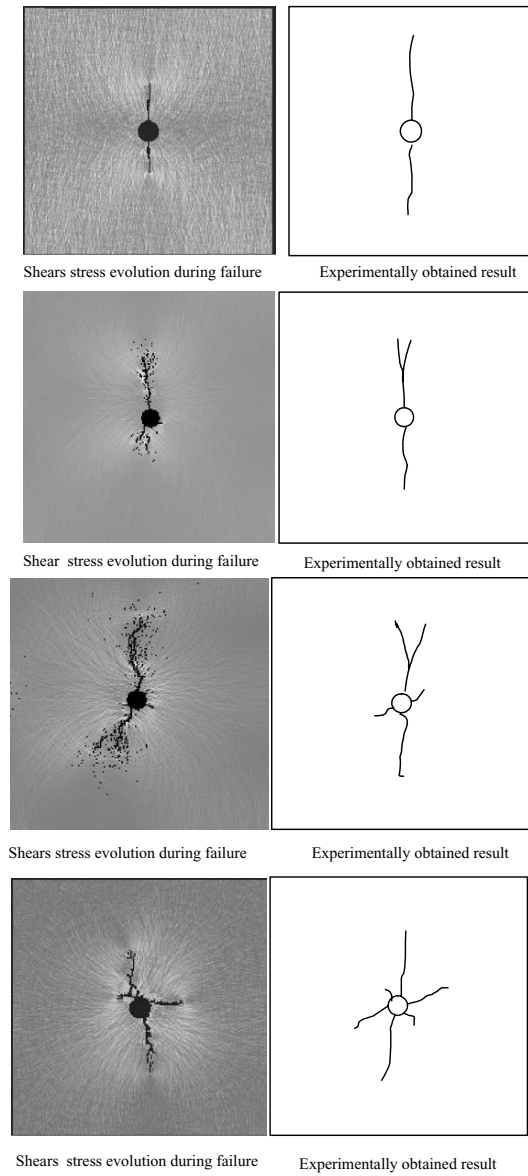 Shears stress evolution during failure
Experimentally obtained result
Shear stress evolution during failure
Experimentally obtained result
Shears stress evolution during failure
Experimentally obtained result
Shears stress evolution during failure
Experimentally obtained result